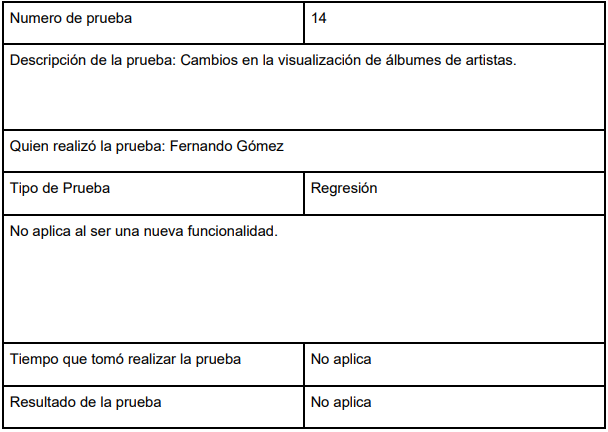 Numero de prueba 14
Descripción de la prueba: Cambios en la visualización de álbumes de artistas.
Quien realizó la prueba: Fernando Gómez
Tipo de Prueba Regresión
No aplica al ser una nueva funcionalidad.
Tiempo que tomó realizar la prueba No aplica
Resultado de la prueba No aplica